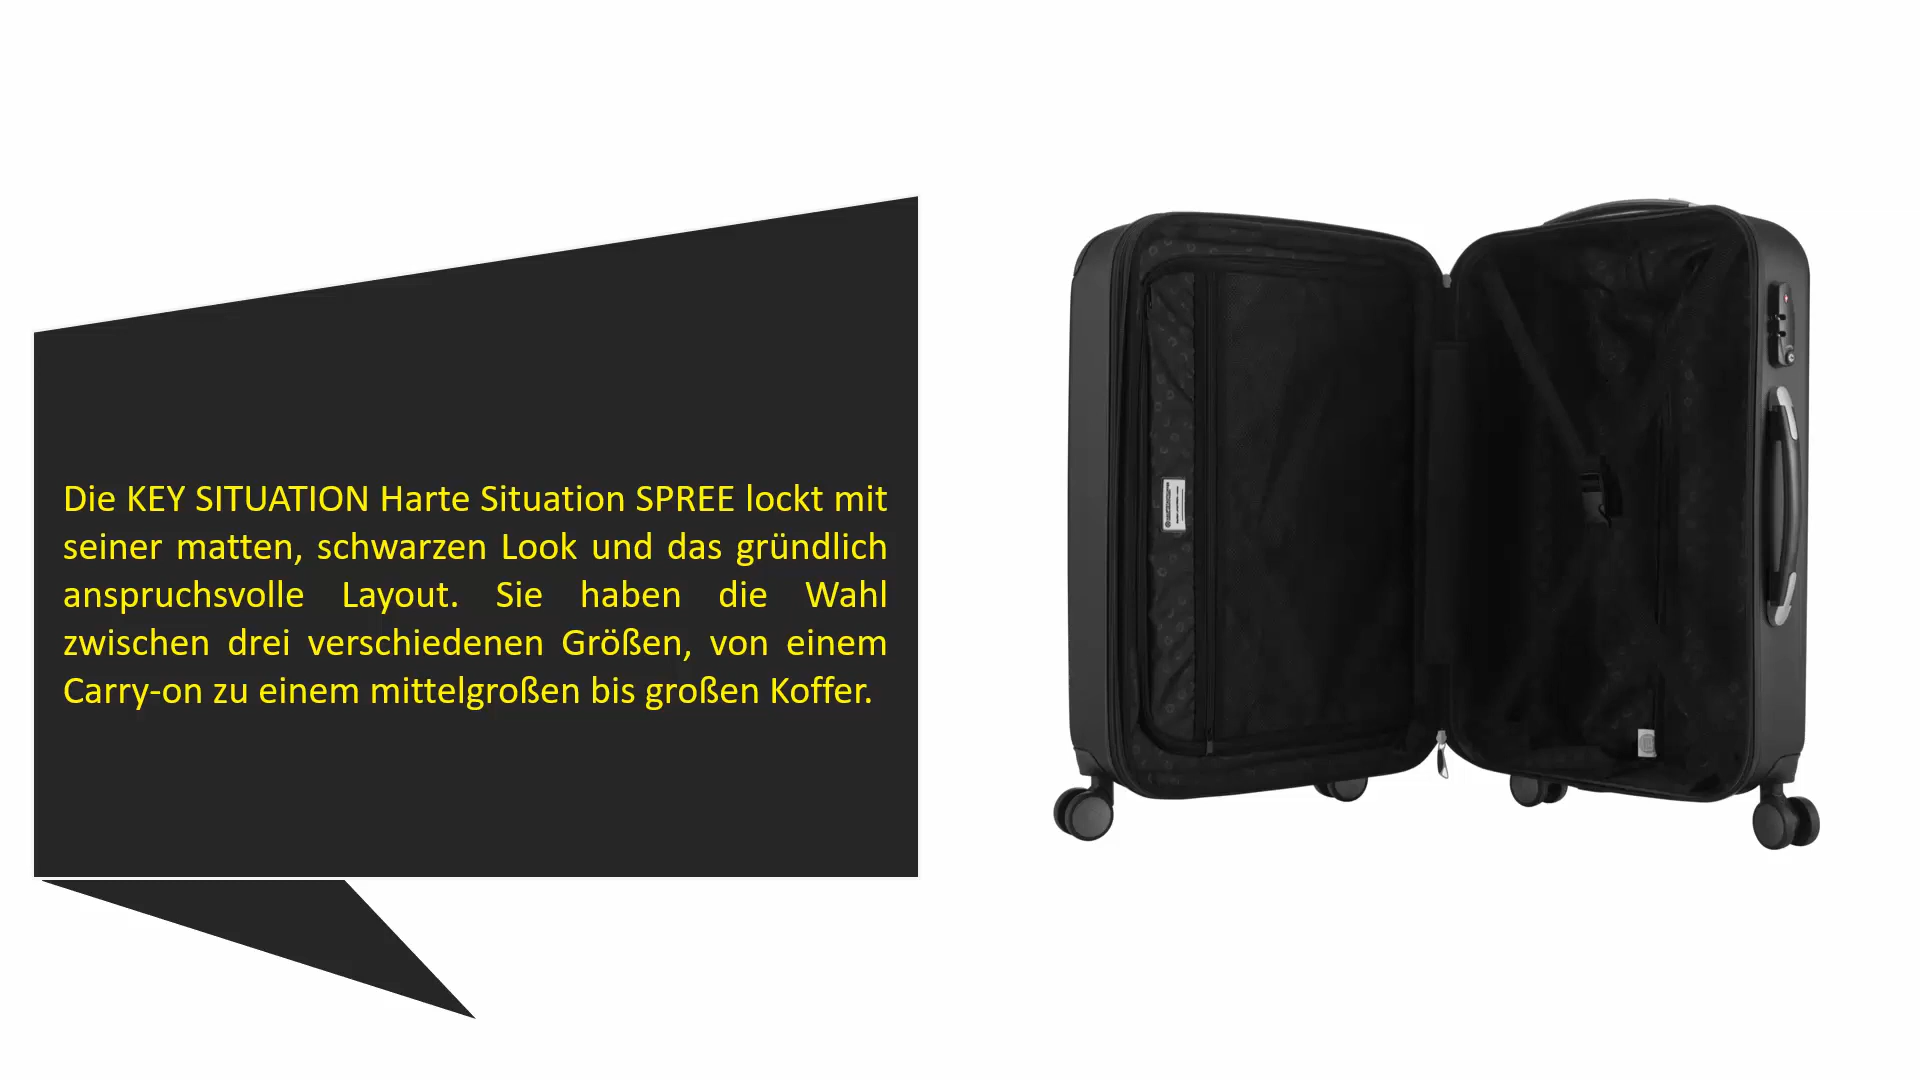 Die KEY SITUATION Harte Situation SPREE lockt mit
seiner matten, schwarzen Look und das gründlich
anspruchsvolle Layout. Sie haben die Wahl
zwischen drei verschiedenen Größen, von einem
Carry-on zu einem mittelgroßen bis großen Koffer.